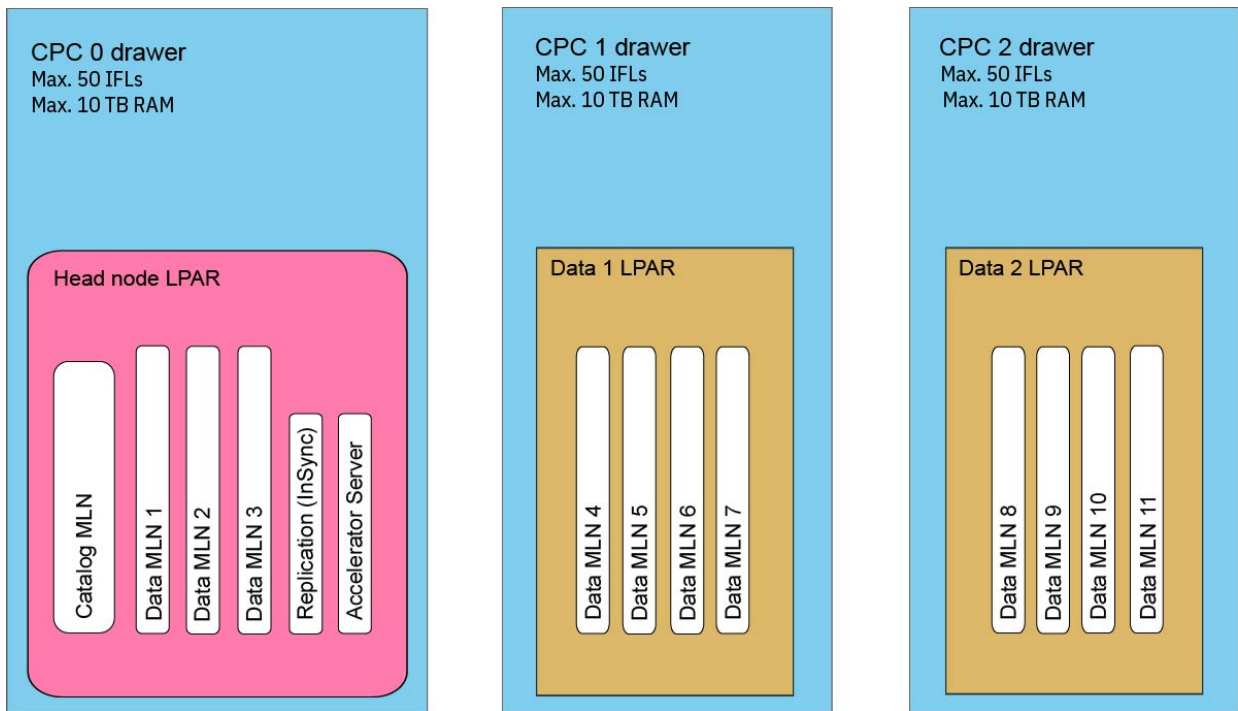 CPC 0 drawer
Max. 50 IFLs
Max. 10 TB RAM
Head node LPAR
Catalog MLN
Data MLN 1
Data MLN 2
Data MLN 3
Replication (InSync)
Accelerator Server
CPC 1 drawer
Max. 50 IFLs
Max. 10 TB RAM
Data 1 LPAR
Data MLN 4
Data MLN 5
Data MLN 6
Data MLN 7
CPC 2 drawer
Max. 50 IFLs
Max. 10 TB RAM
Data 2 LPAR
Data MLN 8
Data MLN 9
Data MLN 10
Data MLN 11